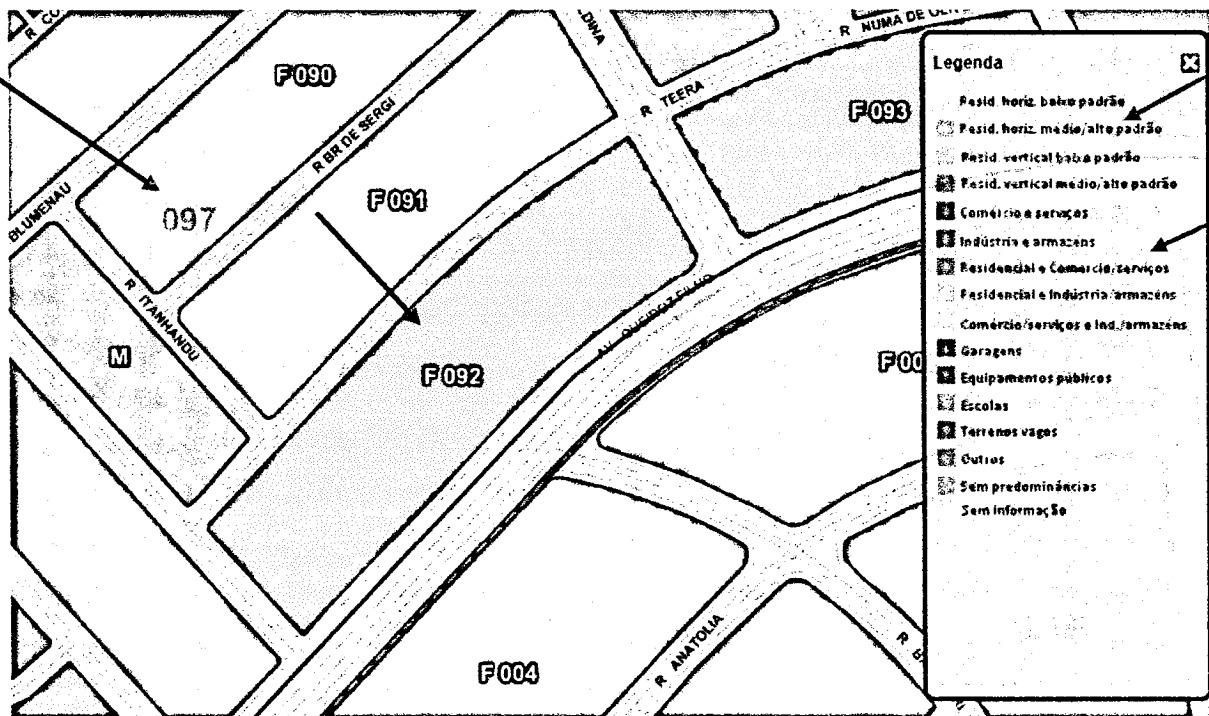 R CO
F 090
R BR DE SERGI
DINA
R NUMA DE OLIV
R TEERA
F 093
BLUMENAU
097
F 091
R ITANHANDU
M
F 092
AV QUEIROZ FILHO
F 00
R ANATOLIA
F 004
Legenda
Resid. horiz. baixo padrão
Resid. horiz. médio/alto padrão
Resid. vertical baixo padrão
Resid. vertical médio/alto padrão
Comércio e serviços
Indústria e armazéns
Residencial e Comércio/serviços
Residencial e Indústria/armazéns
Comércio/serviços e Ind./armazéns
Garagens
Equipamentos públicos
Escolas
Terrenos vagos
Outros
Sem predominâncias
Sem informação